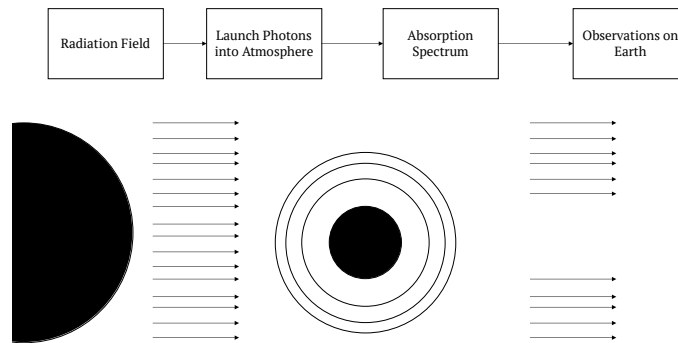 Radiation Field
Launch Photons
into Atmosphere
Absorption
Spectrum
Observations on
Earth